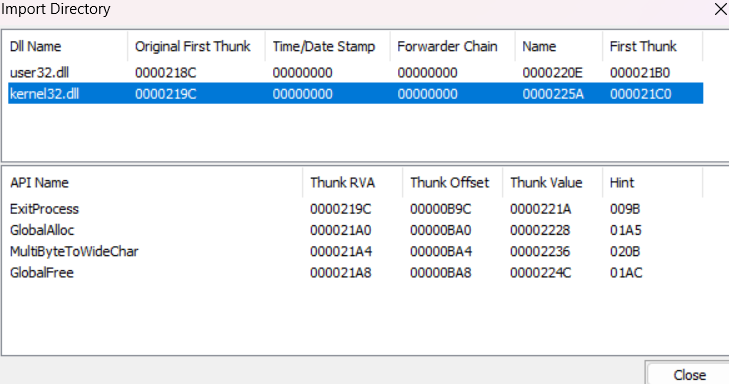 Import Directory
Dll Name Original First Thunk Time/Date Stamp Forwarder Chain Name First Thunk
user32.dll 0000218C 00000000 00000000 0000220E 000021B0
kernel32.dll 0000219C 00000000 00000000 0000225A 000021C0
API Name Thunk RVA Thunk Offset Thunk Value Hint
ExitProcess 0000219C 00000B9C 0000221A 009B
GlobalAlloc 000021A0 00000BA0 00002228 01A5
MultiByteToWideChar 000021A4 00000BA4 00002236 020B
GlobalFree 000021A8 00000BA8 0000224C 01AC
Close